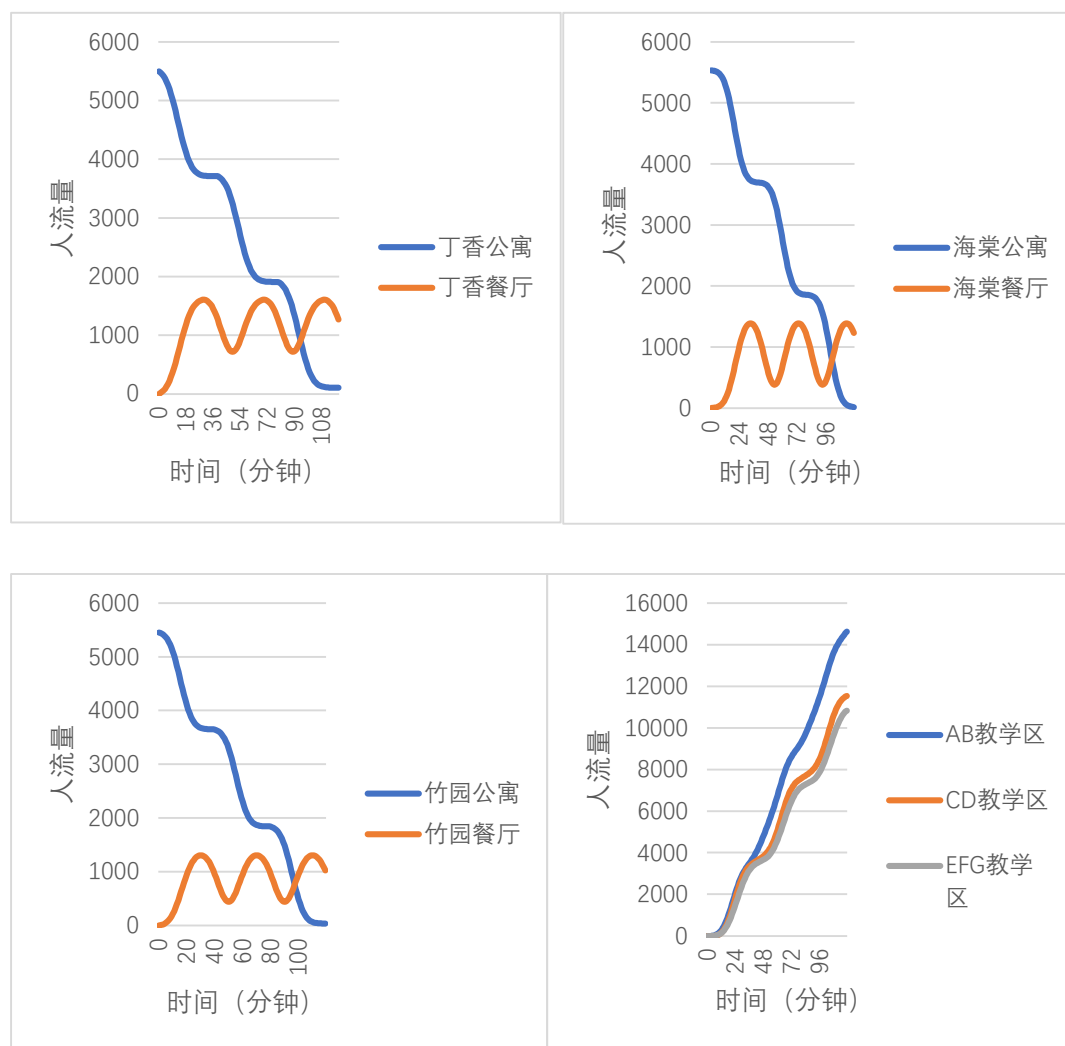 6000
5000
4000
3000
2000
1000
0
人流量
0
18
36
54
72
90
108
时间（分钟）
丁香公寓
丁香餐厅
6000
5000
4000
3000
2000
1000
0
人流量
0
24
48
72
96
时间（分钟）
海棠公寓
海棠餐厅
6000
5000
4000
3000
2000
1000
0
人流量
0
20
40
60
80
100
时间（分钟）
竹园公寓
竹园餐厅
16000
14000
12000
10000
8000
6000
4000
2000
0
人流量
0
24
48
72
96
时间（分钟）
AB教学区
CD教学区
EFG教学
区